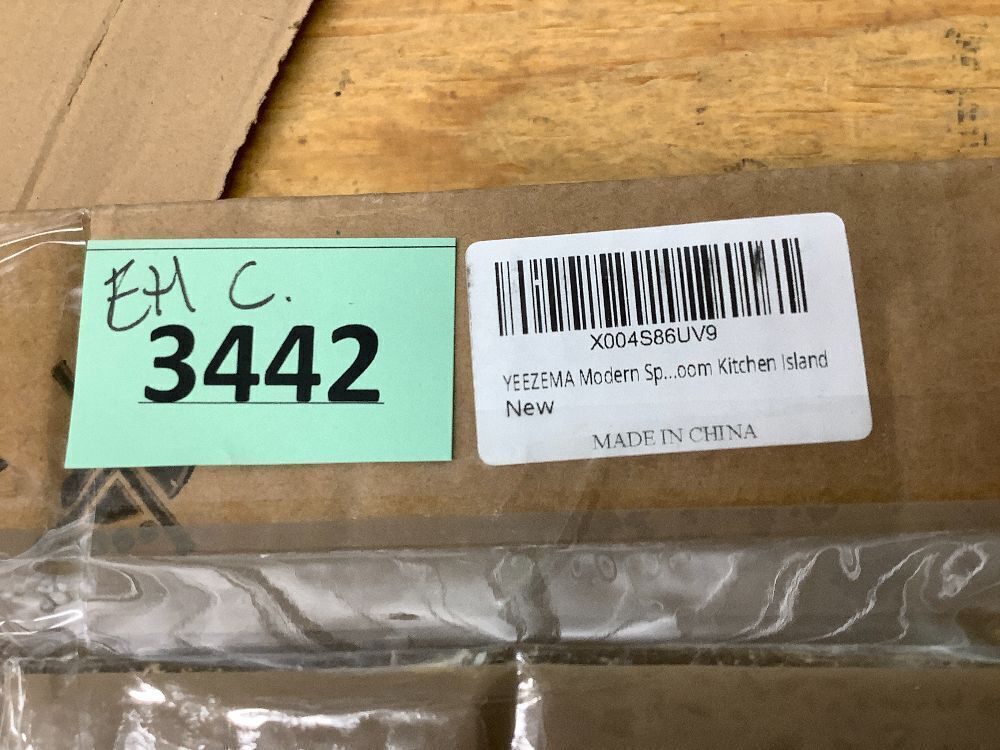 EH C.
3442
X004S86UV9
YEEZEMA Modern Sp...oom Kitchen Island
New
MADE IN CHINA